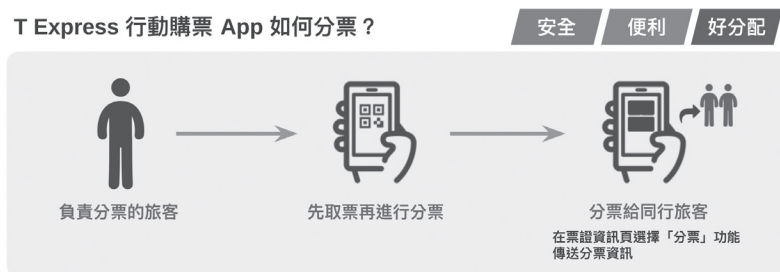 T Express 行動購票 App 如何分票？
安全
便利
好分配
負責分票的旅客
先取票再進行分票
分票給同行旅客
在票證資訊頁選擇「分票」功能
傳送分票資訊